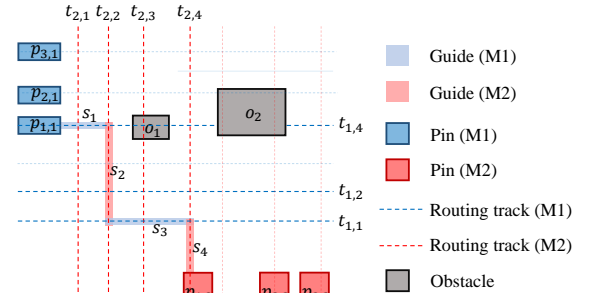 t2,1 t2,2 t2,3 t2,4
p3,1
p2,1
p1,1
s1
o1
o2
t1,4
s2
t1,2
s3
t1,1
s4
Guide (M1)
Guide (M2)
Pin (M1)
Pin (M2)
Routing track (M1)
Routing track (M2)
Obstacle